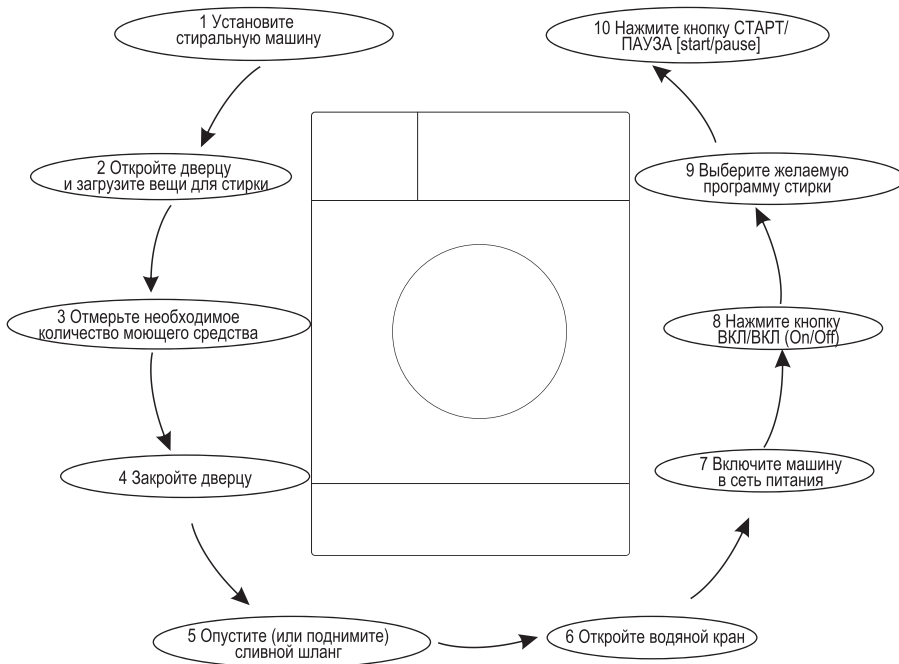 1 Установите
стиральную машину
2 Откройте дверцу
и загрузите вещи для стирки
3 Отмерьте необходимое
количество моющего средства
4 Закройте дверцу
5 Опустите (или поднимите)
сливной шланг
6 Откройте водяной кран
7 Включите машину
в сеть питания
8 Нажмите кнопку
ВКЛ/ВКЛ (On/Off)
9 Выберите желаемую
программу стирки
10 Нажмите кнопку СТАРТ/
ПАУЗА [start/pause]